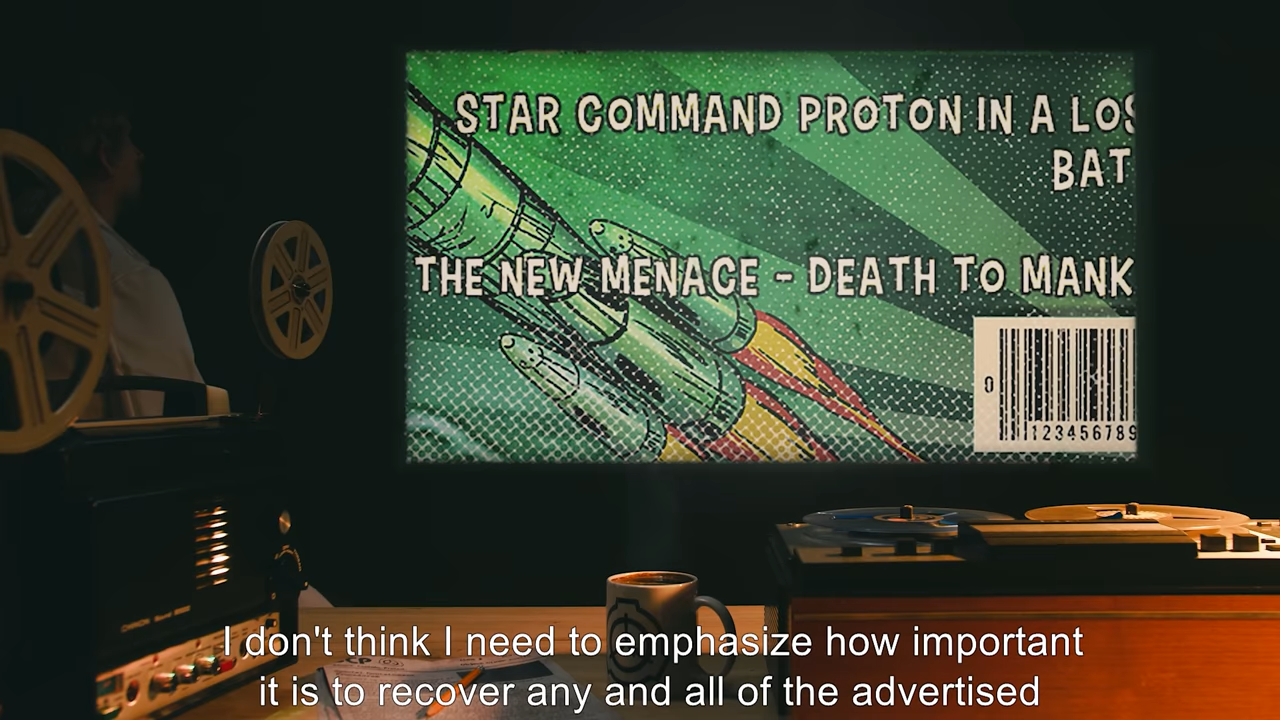 STAR COMMAND PROTON IN A LOS
BAT
THE NEW MENACE - DEATH TO MANK
0
123456789
CP
I don't think I need to emphasize how important
it is to recover any and all of the advertised